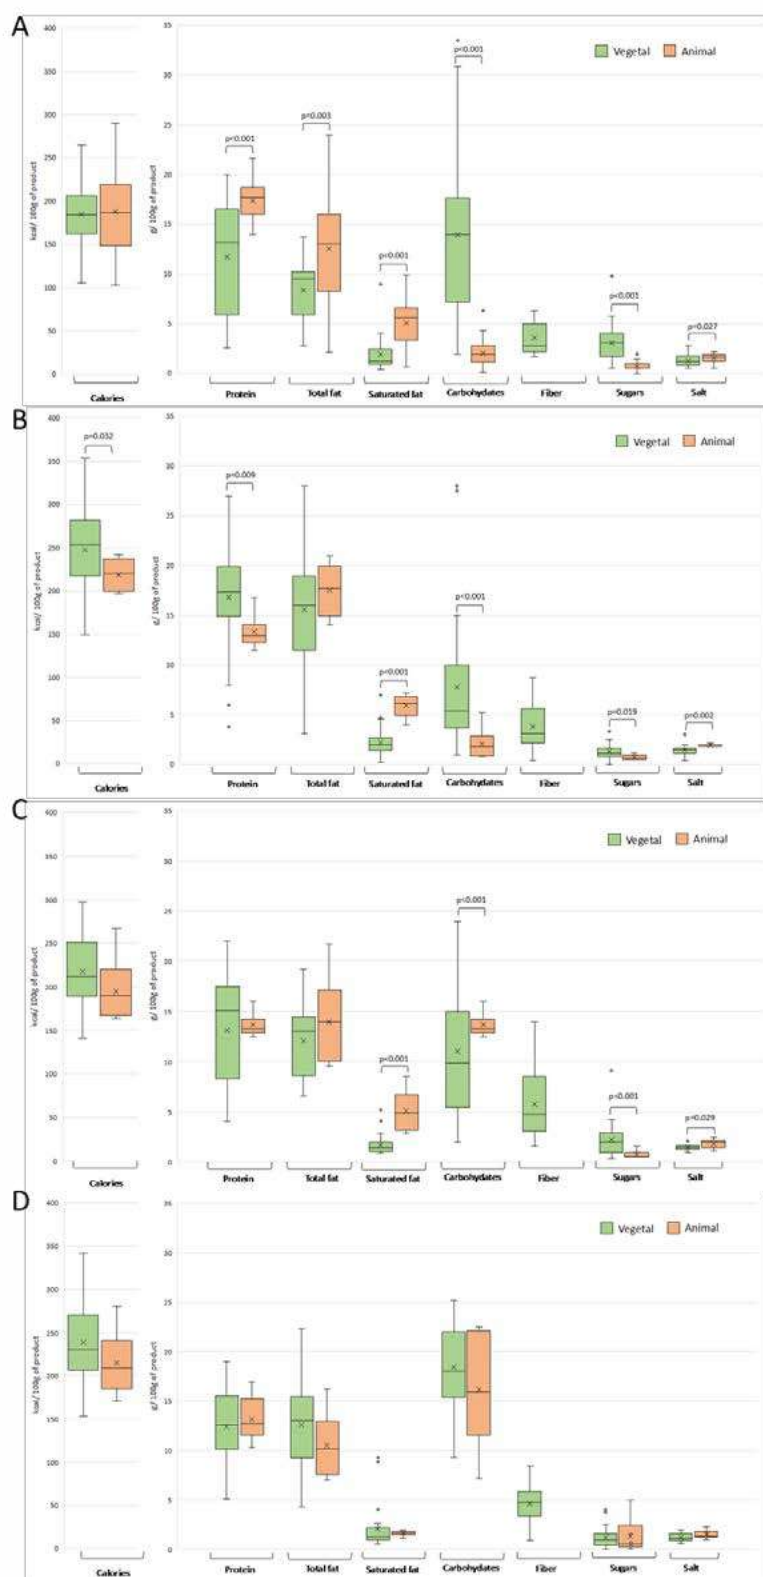 A
400
350
300
250
200
150
100
50
0
kcal/ 100g of product
Calories
35
30
25
20
15
10
5
0
g/ 100g of product
Vegetal Animal
p<0.001
p=0.003
p<0.001
p<0.001
p<0.001
p=0.027
Protein Total fat Saturated fat Carbohydates Fiber Sugars Salt
B
400
350
300
250
200
150
100
50
0
kcal/ 100g of product
p=0.032
Calories
35
30
25
20
15
10
5
0
g/ 100g of product
Vegetal Animal
p=0.009
p<0.001
p<0.001
p=0.019
p=0.002
Protein Total fat Saturated fat Carbohydates Fiber Sugars Salt
C
400
350
300
250
200
150
100
50
0
kcal/ 100g of product
Calories
35
30
25
20
15
10
5
0
g/ 100g of product
Vegetal Animal
p<0.001
p<0.001
p<0.001
p=0.029
Protein Total fat Saturated fat Carbohydates Fiber Sugars Salt
D
400
350
300
250
200
150
100
50
0
kcal/ 100g of product
Calories
35
30
25
20
15
10
5
0
g/ 100g of product
Vegetal Animal
Protein Total fat Saturated fat Carbohydates Fiber Sugars Salt